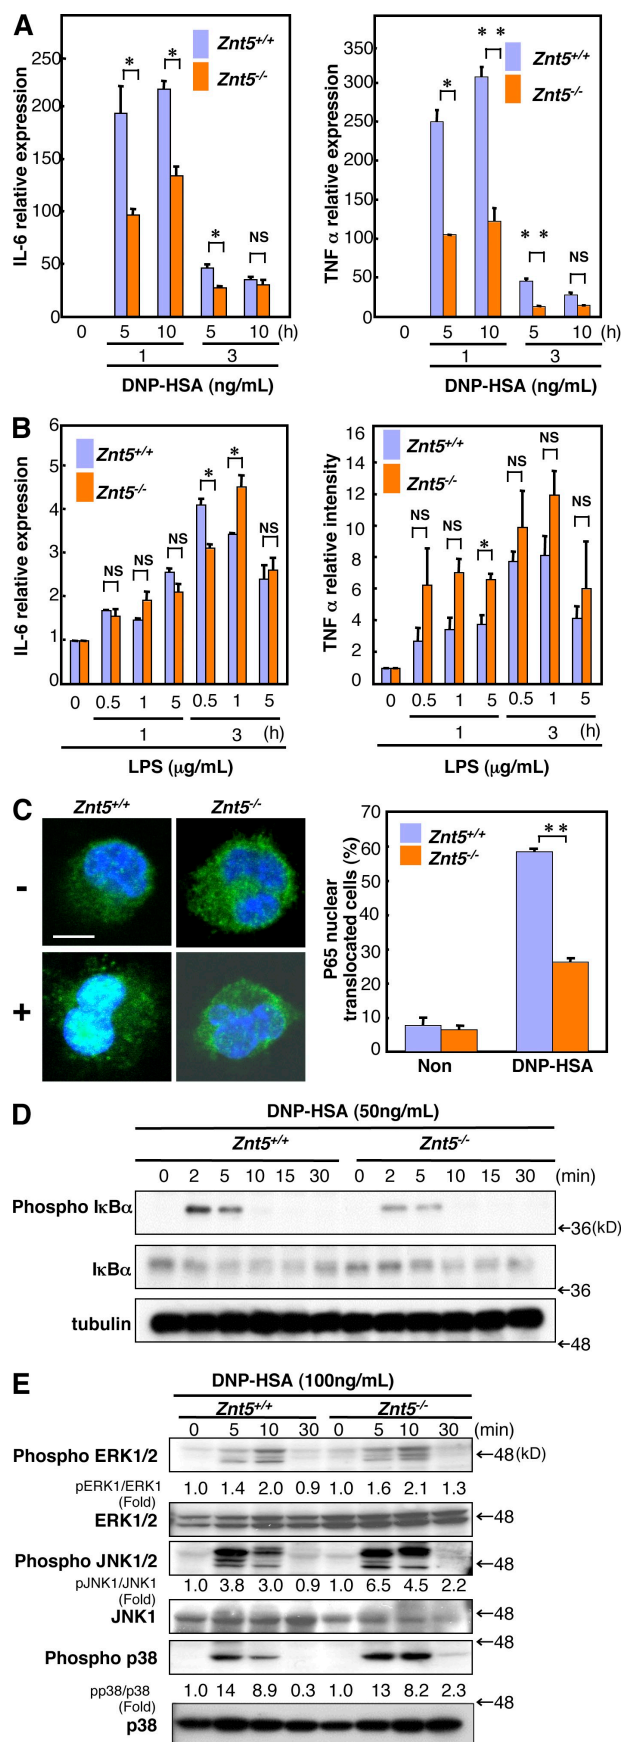 A
IL-6 relative expression
250
200
150
100
50
0
Znt5+/+
Znt5-/-
*
*
*
NS
0 5 10 5 10 (h)
1 3
DNP-HSA (ng/mL)
TNF α relative expression
350
300
250
200
150
100
50
0
Znt5+/+
Znt5-/-
*
* *
* *
NS
0 5 10 5 10 (h)
1 3
DNP-HSA (ng/mL)
B
IL-6 relative expression
6
5
4
3
2
1
0
Znt5+/+
Znt5-/-
NS NS NS * * NS
0 0.5 1 5 0.5 1 5
1 3 (h)
LPS (μg/mL)
TNF α relative intensity
16
14
12
10
8
6
4
2
0
Znt5+/+
Znt5-/-
NS NS * NS NS NS
0 0.5 1 5 0.5 1 5
1 3 (h)
LPS (μg/mL)
C
Znt5+/+ Znt5-/-
-
+
P65 nuclear
translocated cells (%)
70
60
50
40
30
20
10
0
Znt5+/+
Znt5-/-
**
Non DNP-HSA
D
DNP-HSA (50ng/mL)
Znt5+/+ Znt5-/-
0 2 5 10 15 30 0 2 5 10 15 30 (min)
Phospho IκBα
←36(kD)
IκBα
←36
tubulin
←48
E
DNP-HSA (100ng/mL)
Znt5+/+ Znt5-/-
0 5 10 30 0 5 10 30 (min)
Phospho ERK1/2 ←48(kD)
pERK1/ERK1 1.0 1.4 2.0 0.9 1.0 1.6 2.1 1.3
(Fold)
ERK1/2 ←48
Phospho JNK1/2 ←48
pJNK1/JNK1 1.0 3.8 3.0 0.9 1.0 6.5 4.5 2.2
(Fold)
JNK1 ←48
←48
Phospho p38
pp38/p38 1.0 14 8.9 0.3 1.0 13 8.2 2.3
(Fold) ←48
p38